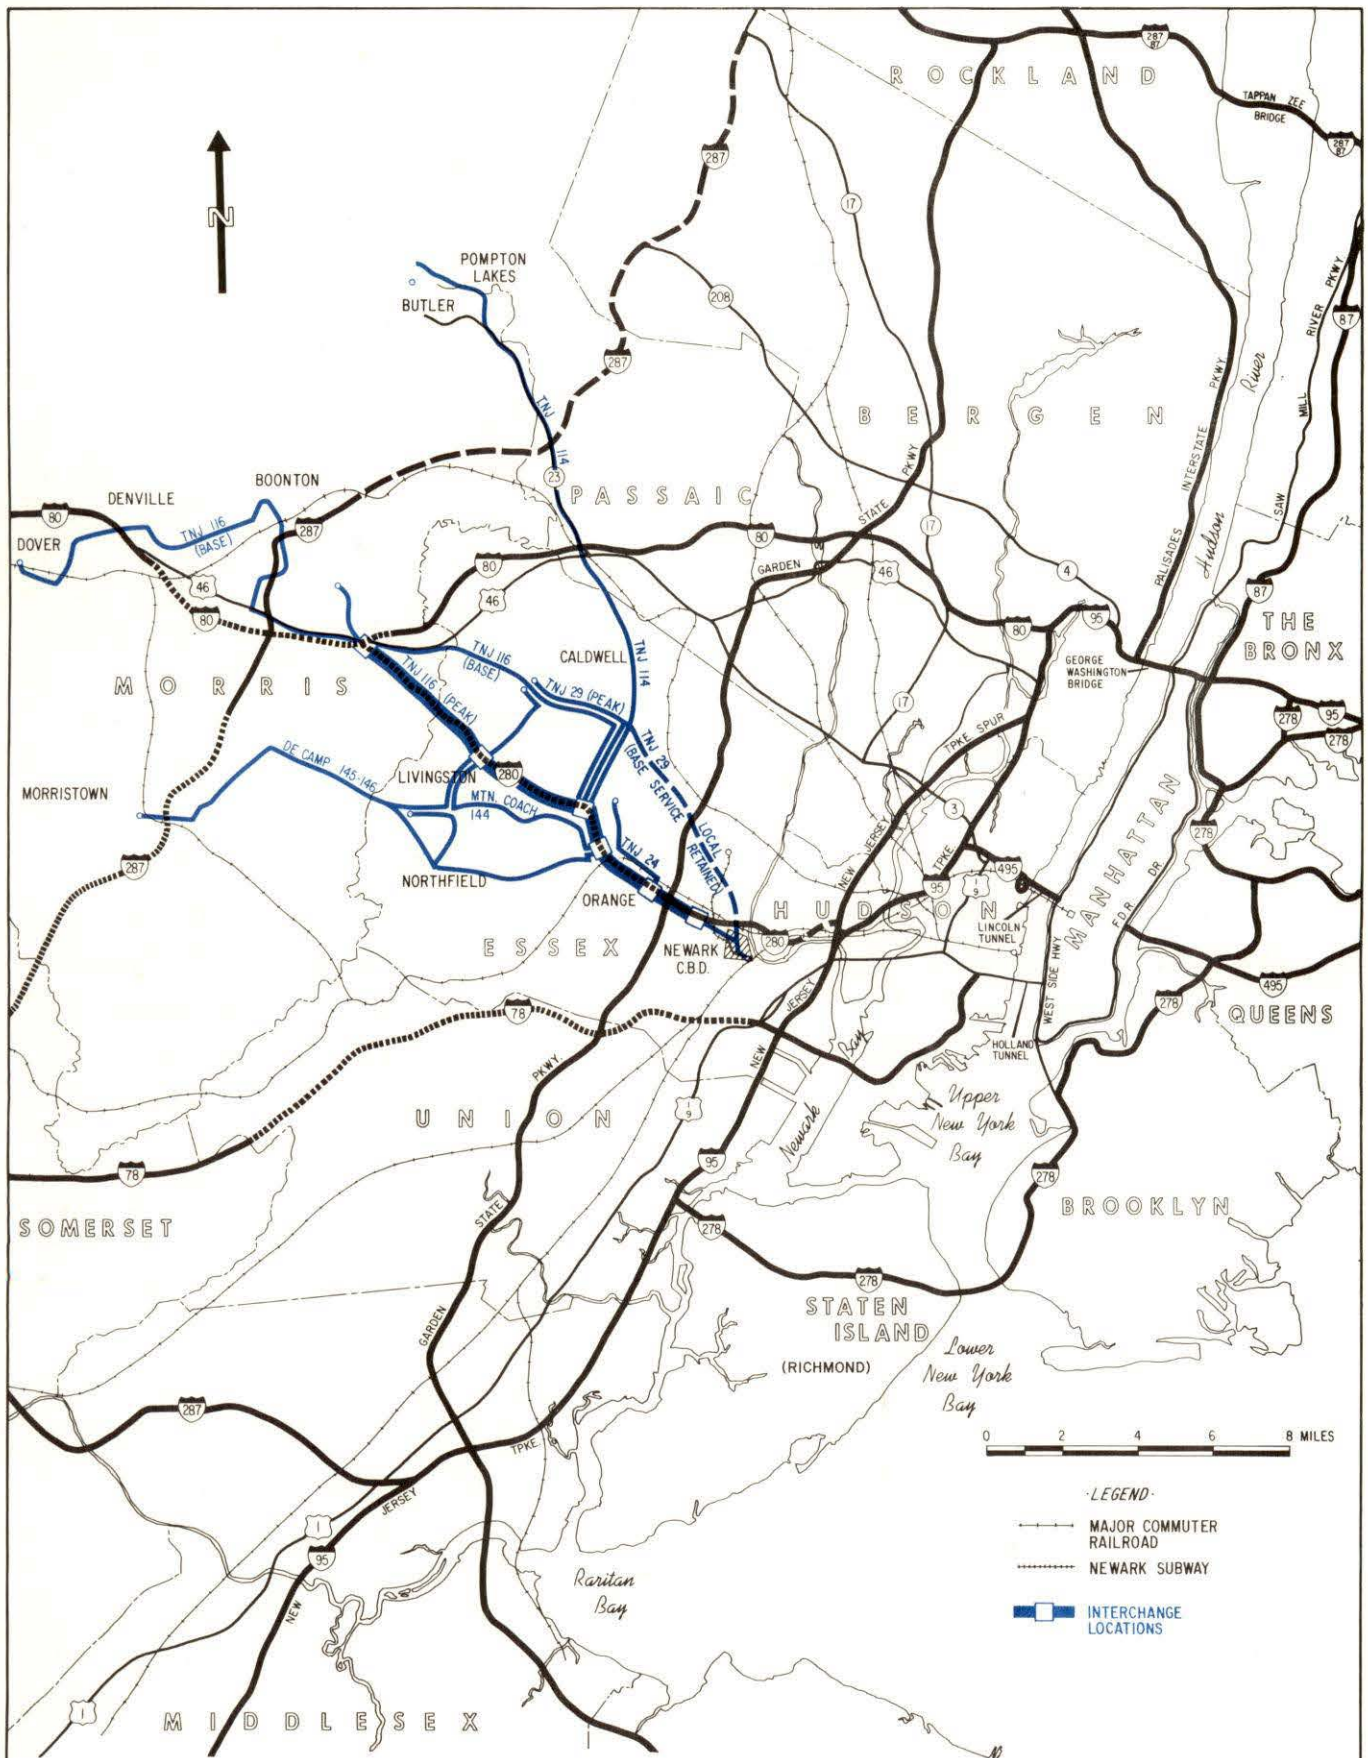 ROCKLAND
287
87
TAPPAN ZEE
BRIDGE
287
87
287
17
N
POMPTON
LAKES
BUTLER
208
287
87
RIVER PKWY
MILL
SAW
River
Hudson
PALISADES INTERSTATE PKWY
BERGEN
TNJ 114
23
PASSAIC
GARDEN STATE PKWY
17
BOONTON
DENVILLE
80
DOVER
TNJ 116
(BASE)
287
46
80
80
46
80
46
4
80
95
87
THE
BRONX
GEORGE
WASHINGTON
BRIDGE
MORRIS
TNJ 116
(BASE)
CALDWELL
TNJ 114
TNJ 29 (PEAK)
TNJ 116 (PEAK)
17
TPKE SPUR
278
95
278
TNJ 29
(BASE SERVICE
LOCAL
RETAINED)
DE CAMP 145-146
LIVINGSTON
280
MORRISTOWN
MTN. COACH
144
3
MANHATTAN
278
287
TNJ 24
NORTHFIELD
NEW JERSEY
TPKE
95
1
9
495
F.D.R. DR
ORANGE
HUDSON
LINCOLN
TUNNEL
ESSEX
NEWARK
C.B.D.
280
WEST SIDE HWY
495
278
QUEENS
78
NEW JERSEY
HOLLAND
TUNNEL
PKWY
Newark Bay
Upper
New York
Bay
UNION
1
9
95
78
278
BROOKLYN
SOMERSET
STATE
278
278
STATEN
ISLAND
(RICHMOND)
Lower
New York
Bay
GARDEN
287
TPKE
JERSEY
1
95
NEW
0 2 4 6 8 MILES
·LEGEND·
MAJOR COMMUTER
RAILROAD
NEWARK SUBWAY
INTERCHANGE
LOCATIONS
Raritan
Bay
1
MIDDLESEX